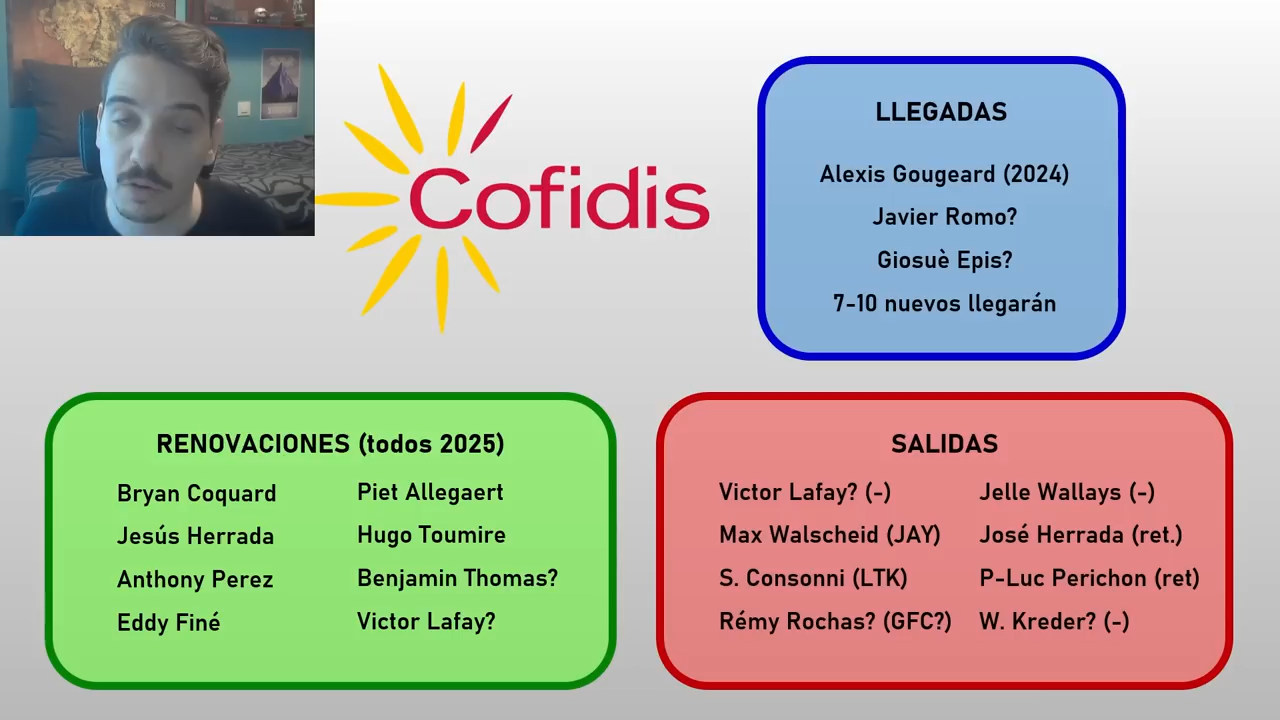 Cofidis
LLEGADAS
Alexis Gougeard (2024)
Javier Romo?
Giosuè Epis?
7-10 nuevos llegarán
RENOVACIONES (todos 2025)
Bryan Coquard
Jesús Herrada
Anthony Perez
Eddy Finé
Piet Allegaert
Hugo Toumire
Benjamin Thomas?
Victor Lafay?
SALIDAS
Victor Lafay? (-)
Max Walscheid (JAY)
S. Consonni (LTK)
Rémy Rochas? (GFC?)
Jelle Wallays (-)
José Herrada (ret.)
P-Luc Perichon (ret)
W. Kreder? (-)